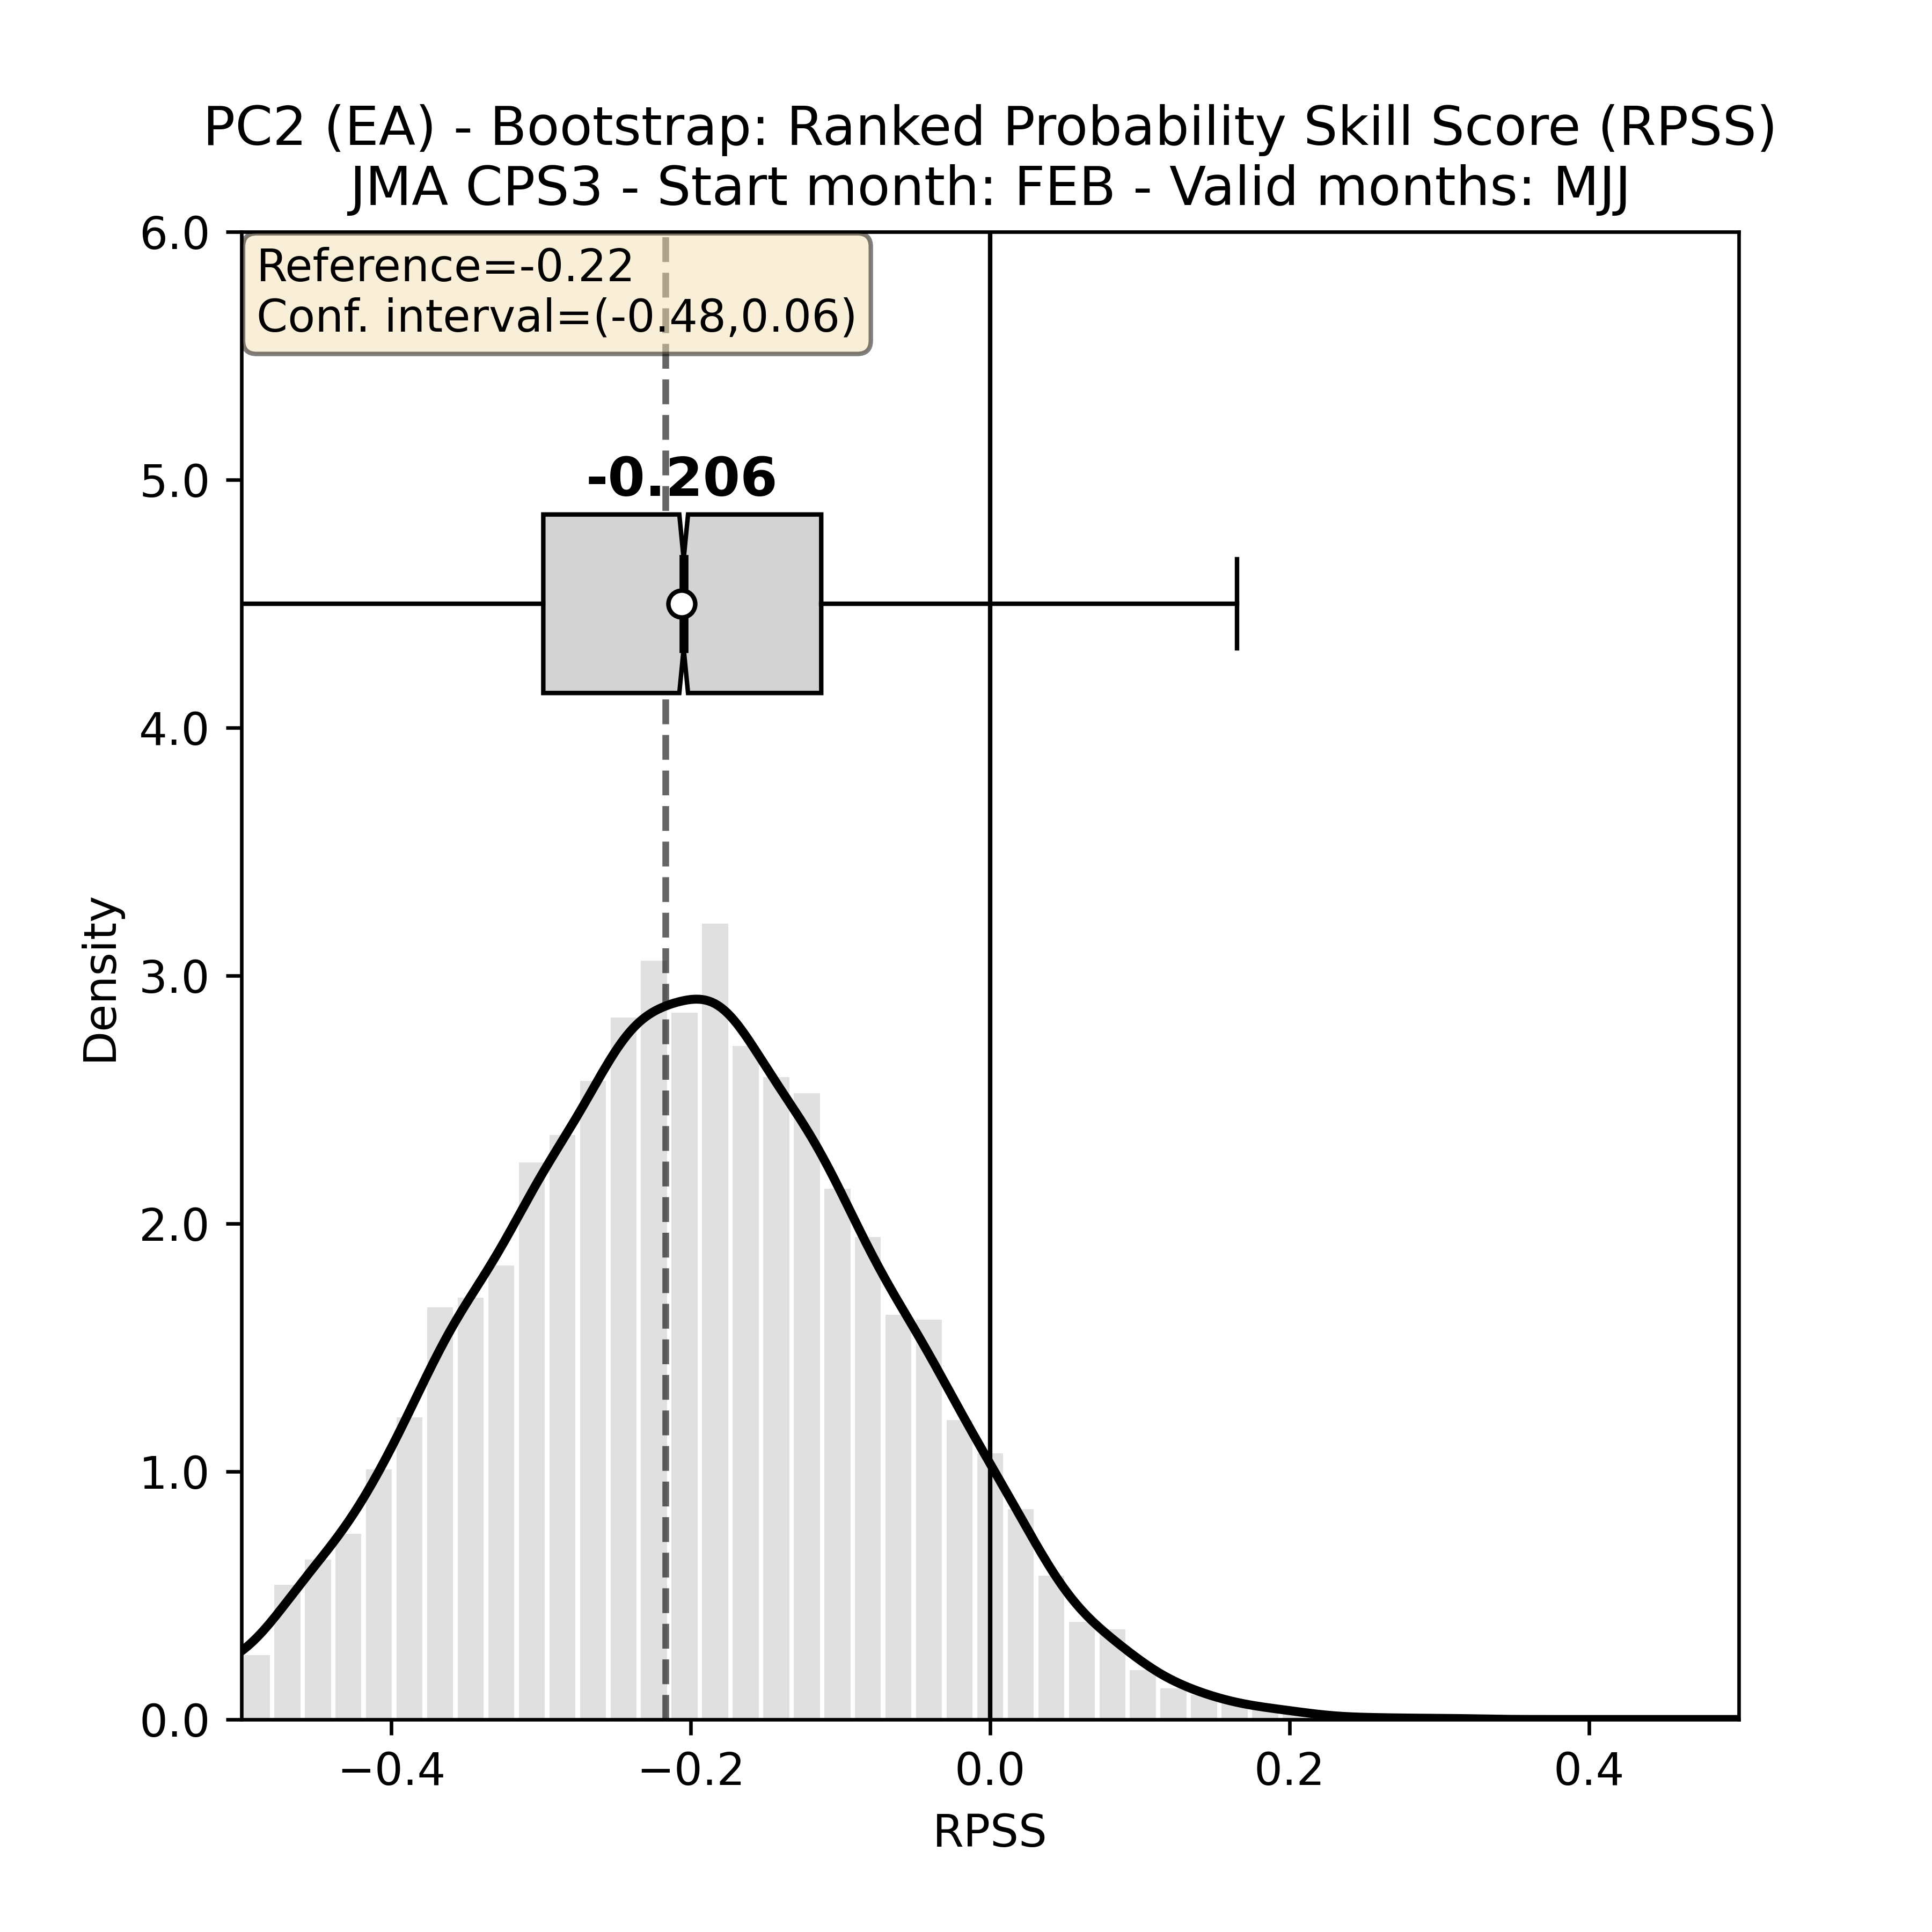 PC2 (EA) - Bootstrap: Ranked Probability Skill Score (RPSS)
JMA CPS3 - Start month: FEB - Valid months: MJJ
6.0
Reference=-0.22
Conf. interval=(-0.48,0.06)
-0.206
5.0
4.0
3.0
2.0
1.0
0.0
Density
−0.4 −0.2 0.0 0.2 0.4
RPSS